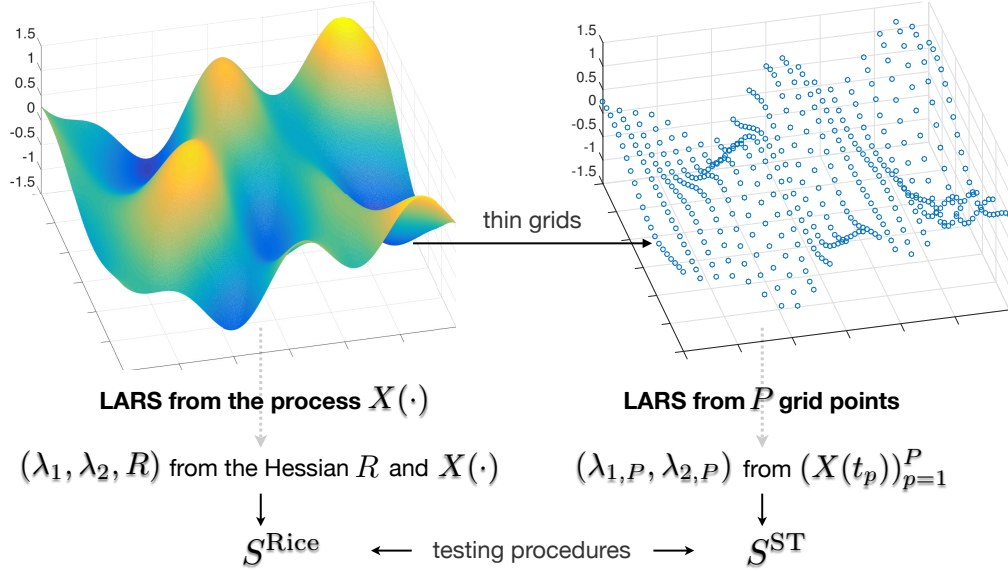 1.5
1
0.5
0
-0.5
-1
-1.5
1.5
1
0.5
0
-0.5
-1
-1.5
thin grids
LARS from the process X(·)
LARS from P grid points
(λ₁, λ₂, R) from the Hessian R and X(·)
(λ₁,P, λ₂,P) from (X(tₚ))ᴾₚ₌₁
S^Rice
testing procedures
S^ST